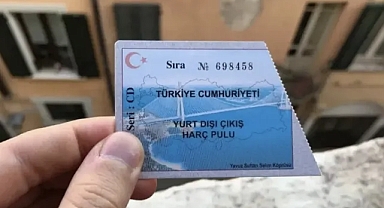 Sıra № 698458
Seri : CD
TÜRKİYE CUMHURİYETİ
YURT DIŞI ÇIKIŞ
HARÇ PULU
Yavuz Sultan Selim Köprüsü